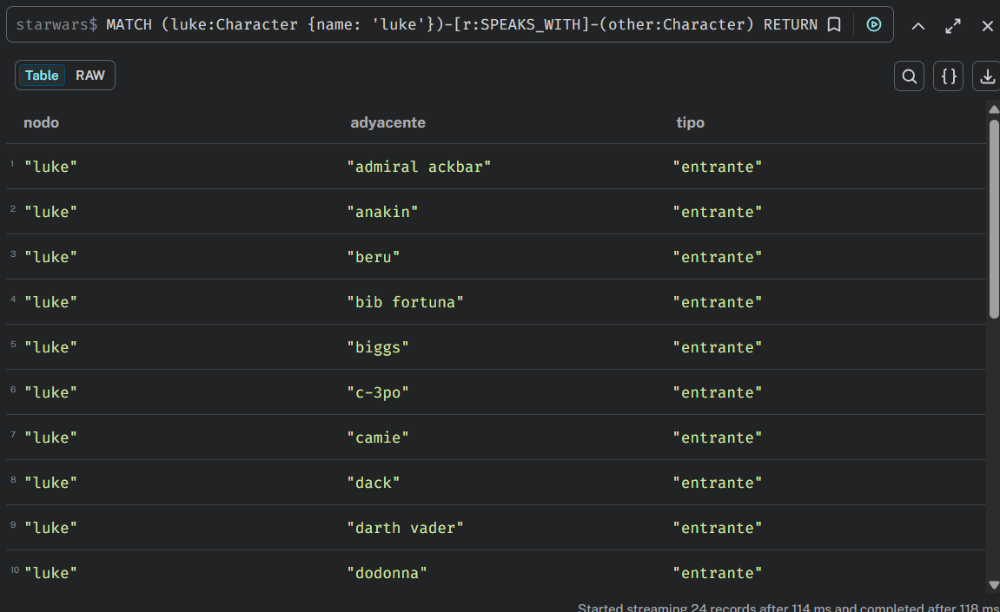 starwars$ MATCH (luke:Character {name: 'luke'})-[r:SPEAKS_WITH]-(other:Character) RETURN
Table RAW
nodo adyacente tipo
1 "luke" "admiral ackbar" "entrante"
2 "luke" "anakin" "entrante"
3 "luke" "beru" "entrante"
4 "luke" "bib fortuna" "entrante"
5 "luke" "biggs" "entrante"
6 "luke" "c-3po" "entrante"
7 "luke" "camie" "entrante"
8 "luke" "dack" "entrante"
9 "luke" "darth vader" "entrante"
10 "luke" "dodonna" "entrante"
Started streaming 24 records after 114 ms and completed after 118 ms